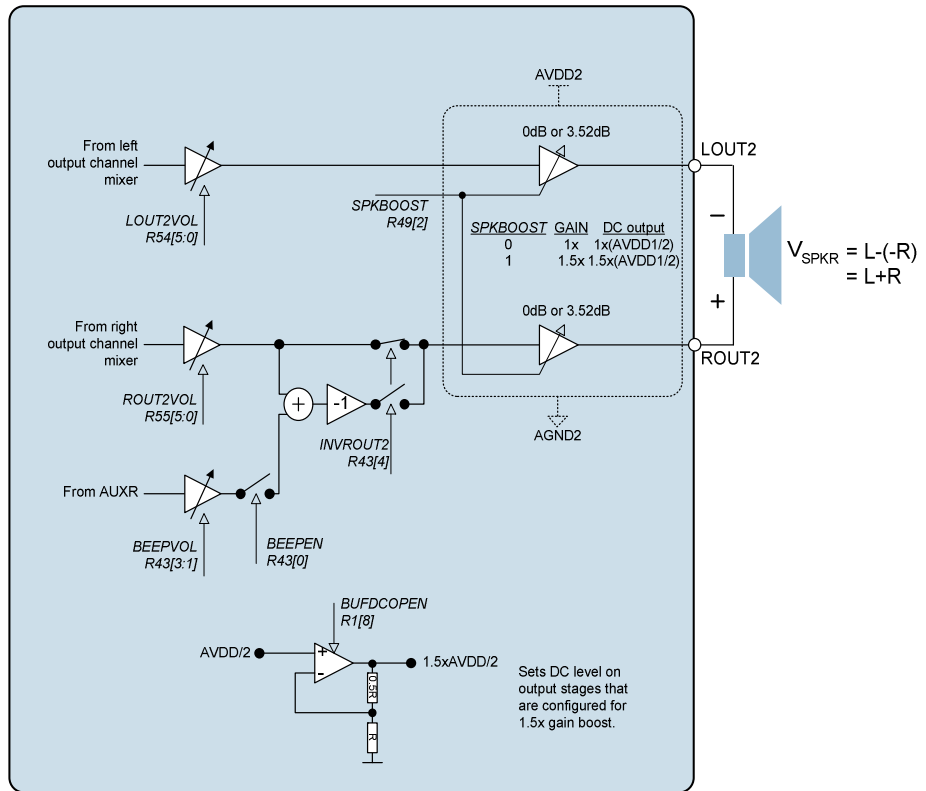 AVDD2
0dB or 3.52dB
From left
output channel
mixer
LOUT2
LOUT2VOL
R54[5:0]
SPKBOOST
R49[2]
SPKBOOST GAIN DC output
0 1x 1x(AVDD1/2)
1 1.5x 1.5x(AVDD1/2)
−
+
VSPKR = L-(-R)
= L+R
0dB or 3.52dB
From right
output channel
mixer
ROUT2
ROUT2VOL
R55[5:0]
+
-1
INVROUT2
R43[4]
AGND2
From AUXR
BEEPVOL
R43[3:1]
BEEPEN
R43[0]
BUFDCOPEN
R1[8]
AVDD/2
+
-
1.5xAVDD/2
0.5R
R
Sets DC level on
output stages that
are configured for
1.5x gain boost.